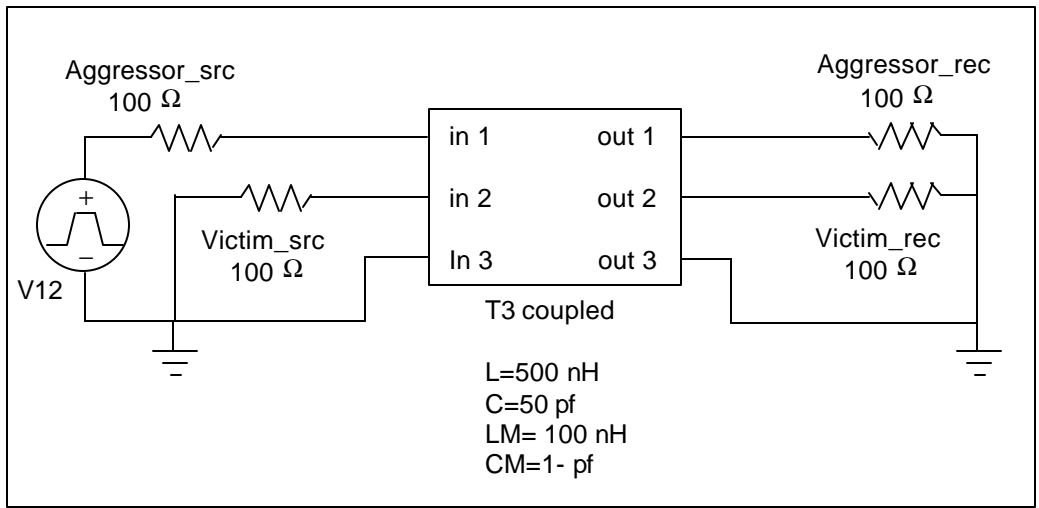 Aggressor_src
100 Ω
Aggressor_rec
100 Ω
in 1
out 1
+
in 2
out 2
Victim_src
100 Ω
Victim_rec
100 Ω
In 3
out 3
−
V12
T3 coupled
L=500 nH
C=50 pf
LM= 100 nH
CM=1- pf